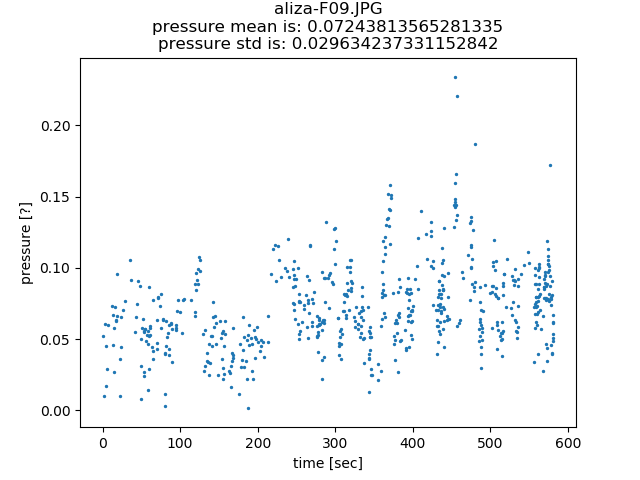 aliza-F09.JPG
pressure mean is: 0.07243813565281335
pressure std is: 0.029634237331152842
0.20
0.15
0.10
0.05
0.00
pressure [?]
0 100 200 300 400 500 600
time [sec]